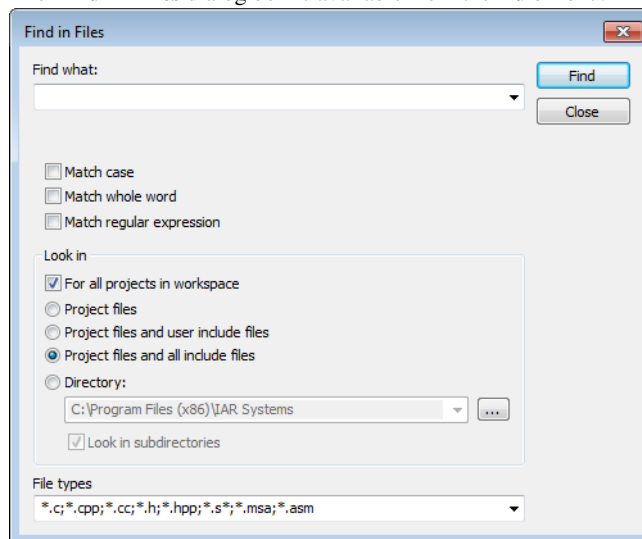 Find in Files
Find what:
Find
Close
Match case
Match whole word
Match regular expression
Look in
For all projects in workspace
Project files
Project files and user include files
Project files and all include files
Directory:
C:\Program Files (x86)\IAR Systems
...
Look in subdirectories
File types
*.c;*.cpp;*.cc;*.h;*.hpp;*.s*;*.msa;*.asm